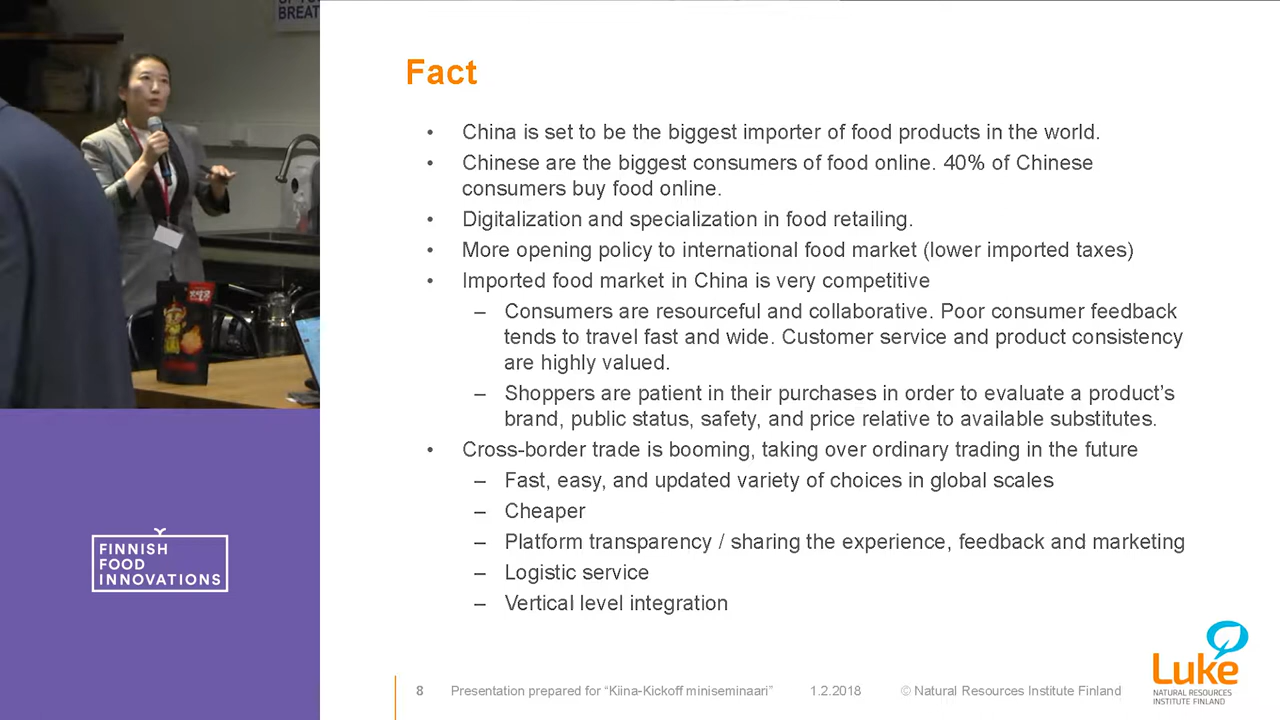 BREAT
Fact
• China is set to be the biggest importer of food products in the world.
• Chinese are the biggest consumers of food online. 40% of Chinese
consumers buy food online.
• Digitalization and specialization in food retailing.
• More opening policy to international food market (lower imported taxes)
• Imported food market in China is very competitive
– Consumers are resourceful and collaborative. Poor consumer feedback
tends to travel fast and wide. Customer service and product consistency
are highly valued.
– Shoppers are patient in their purchases in order to evaluate a product's
brand, public status, safety, and price relative to available substitutes.
• Cross-border trade is booming, taking over ordinary trading in the future
– Fast, easy, and updated variety of choices in global scales
– Cheaper
– Platform transparency / sharing the experience, feedback and marketing
– Logistic service
– Vertical level integration
FINNISH
FOOD
INNOVATIONS
Luke
NATURAL RESOURCES
INSTITUTE FINLAND
8 Presentation prepared for “Kiina-Kickoff miniseminaari” 1.2.2018 © Natural Resources Institute Finland